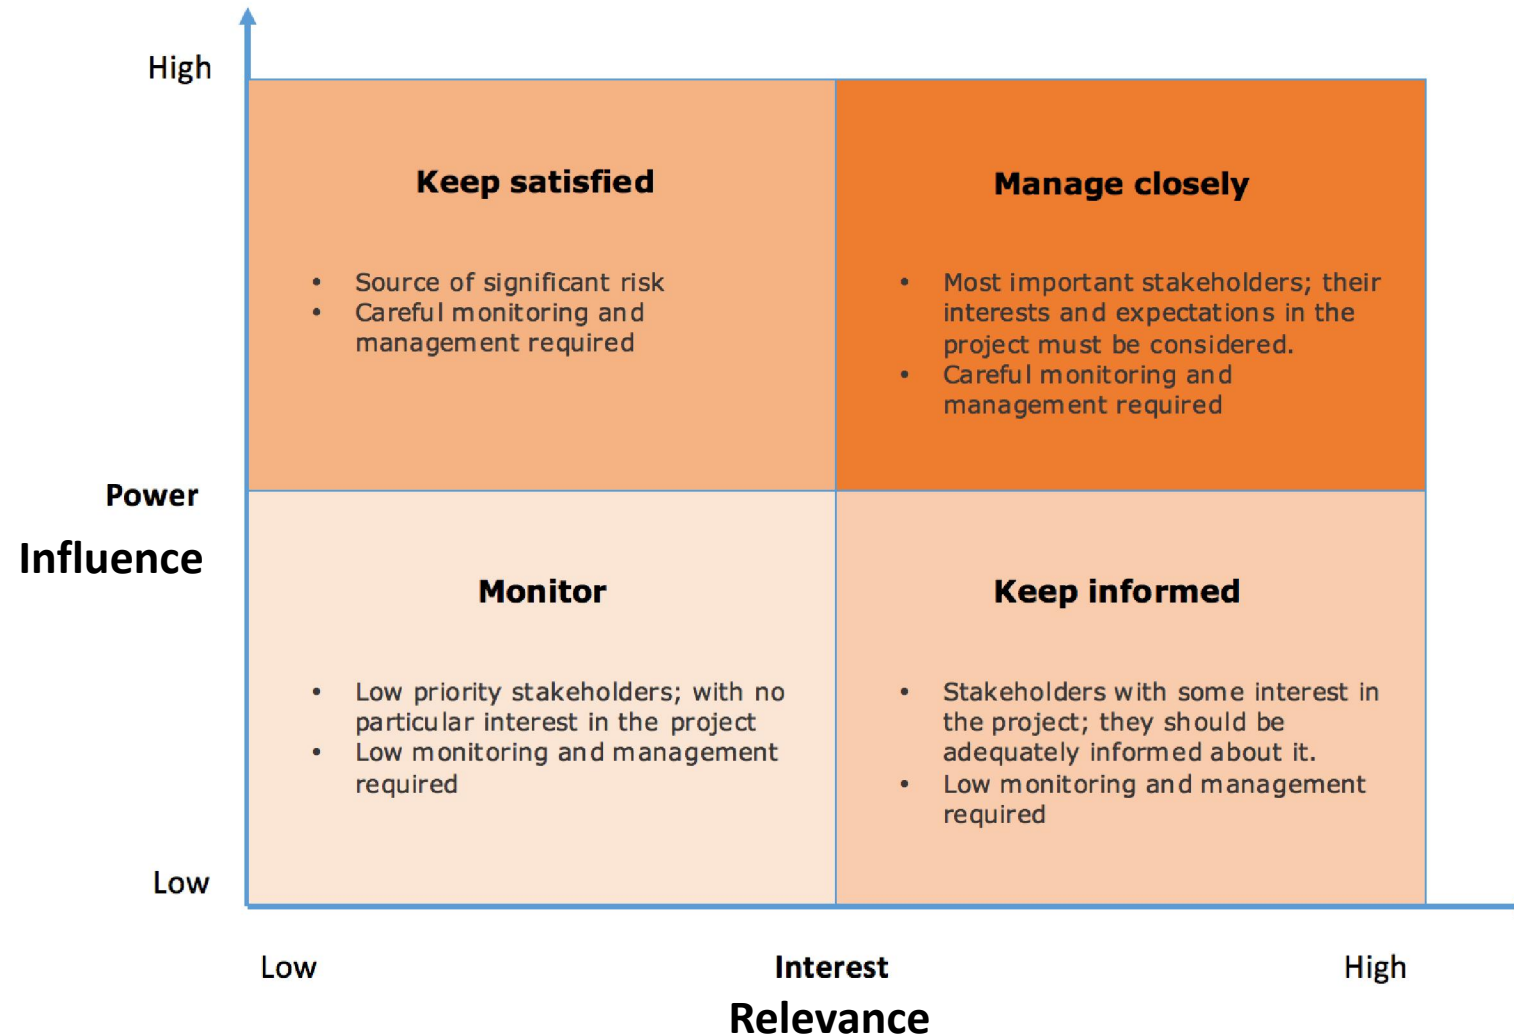 High
Keep satisfied
• Source of significant risk
• Careful monitoring and
management required
Manage closely
• Most important stakeholders; their
interests and expectations in the
project must be considered.
• Careful monitoring and
management required
Power
Influence
Monitor
• Low priority stakeholders; with no
particular interest in the project
• Low monitoring and management
required
Keep informed
• Stakeholders with some interest in
the project; they should be
adequately informed about it.
• Low monitoring and management
required
Low
Low
Interest
High
Relevance